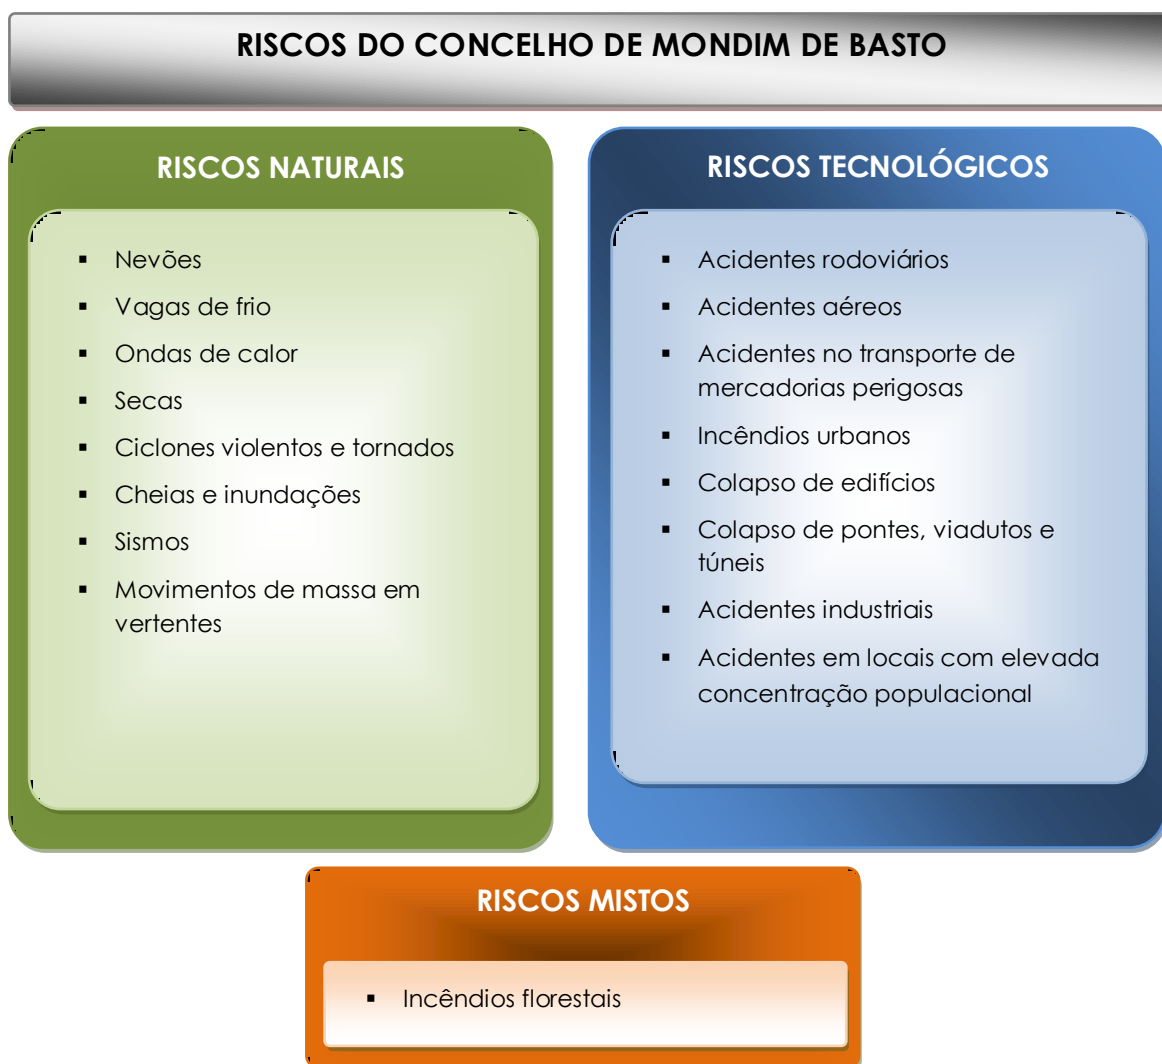 RISCOS DO CONCELHO DE MONDIM DE BASTO
RISCOS NATURAIS
▪ Nevões
▪ Vagas de frio
▪ Ondas de calor
▪ Secas
▪ Ciclones violentos e tornados
▪ Cheias e inundações
▪ Sismos
▪ Movimentos de massa em
vertentes
RISCOS TECNOLÓGICOS
▪ Acidentes rodoviários
▪ Acidentes aéreos
▪ Acidentes no transporte de
mercadorias perigosas
▪ Incêndios urbanos
▪ Colapso de edifícios
▪ Colapso de pontes, viadutos e
túneis
▪ Acidentes industriais
▪ Acidentes em locais com elevada
concentração populacional
RISCOS MISTOS
▪ Incêndios florestais